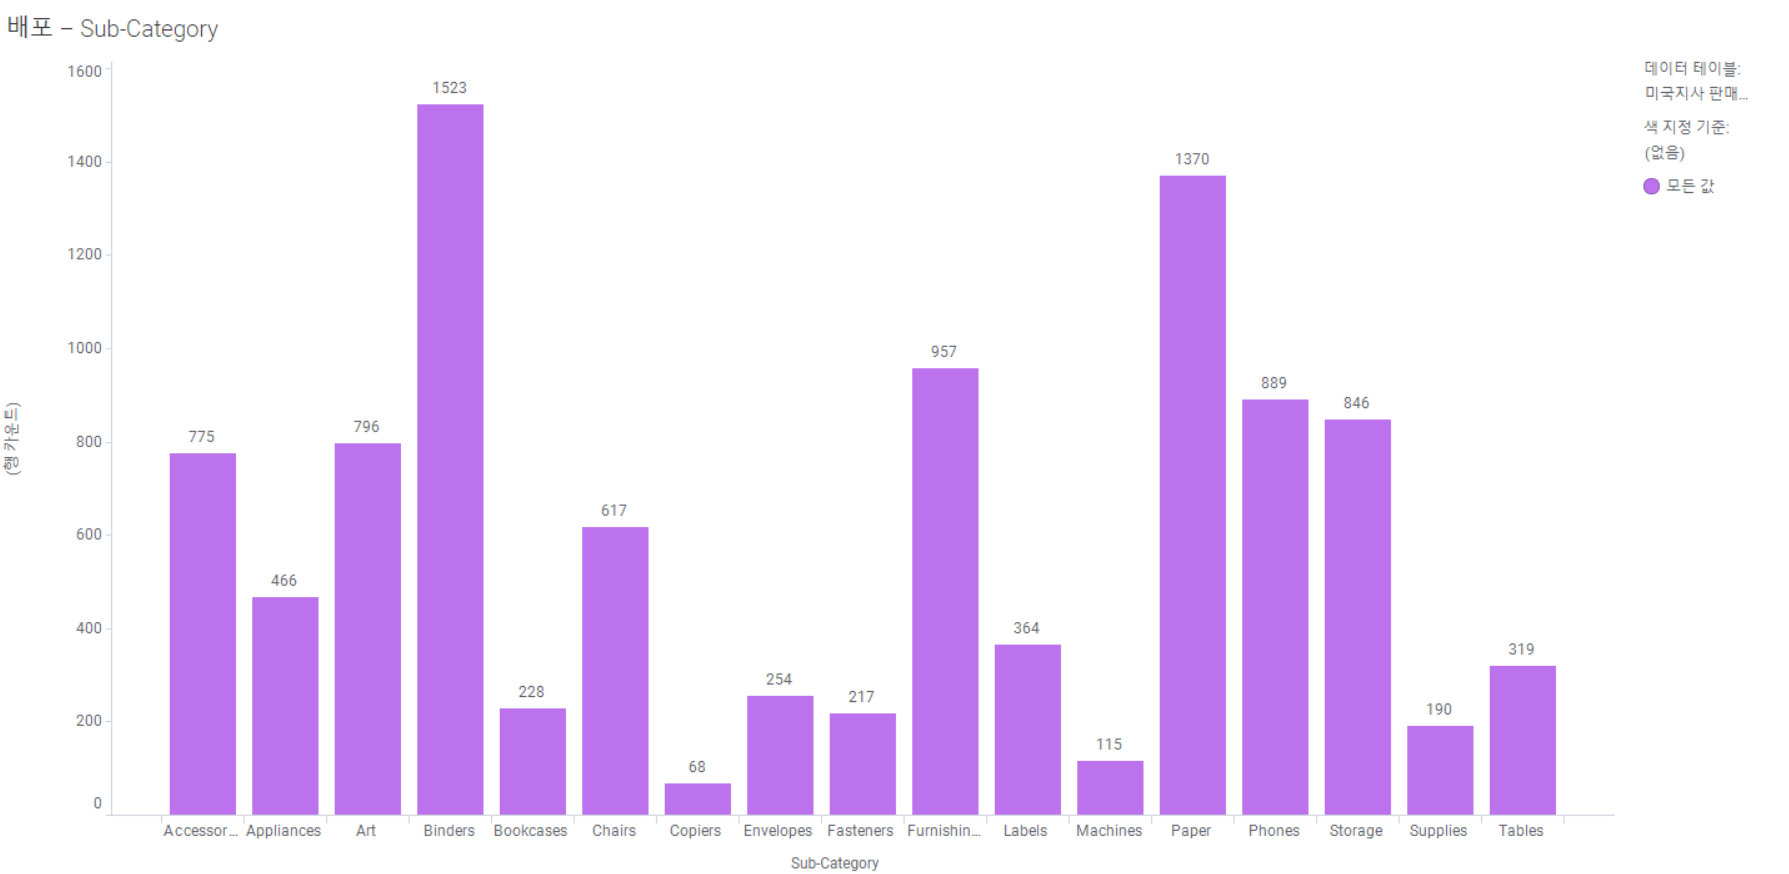 배포 – Sub-Category
데이터 테이블:
미국지사 판매...
색 지정 기준:
(없음)
모든 값
(행 카운트)
1600
1400
1200
1000
800
600
400
200
0
775
466
796
1523
228
617
68
254
217
957
364
115
1370
889
846
190
319
Accessor...
Appliances
Art
Binders
Bookcases
Chairs
Copiers
Envelopes
Fasteners
Furnishin...
Labels
Machines
Paper
Phones
Storage
Supplies
Tables
Sub-Category